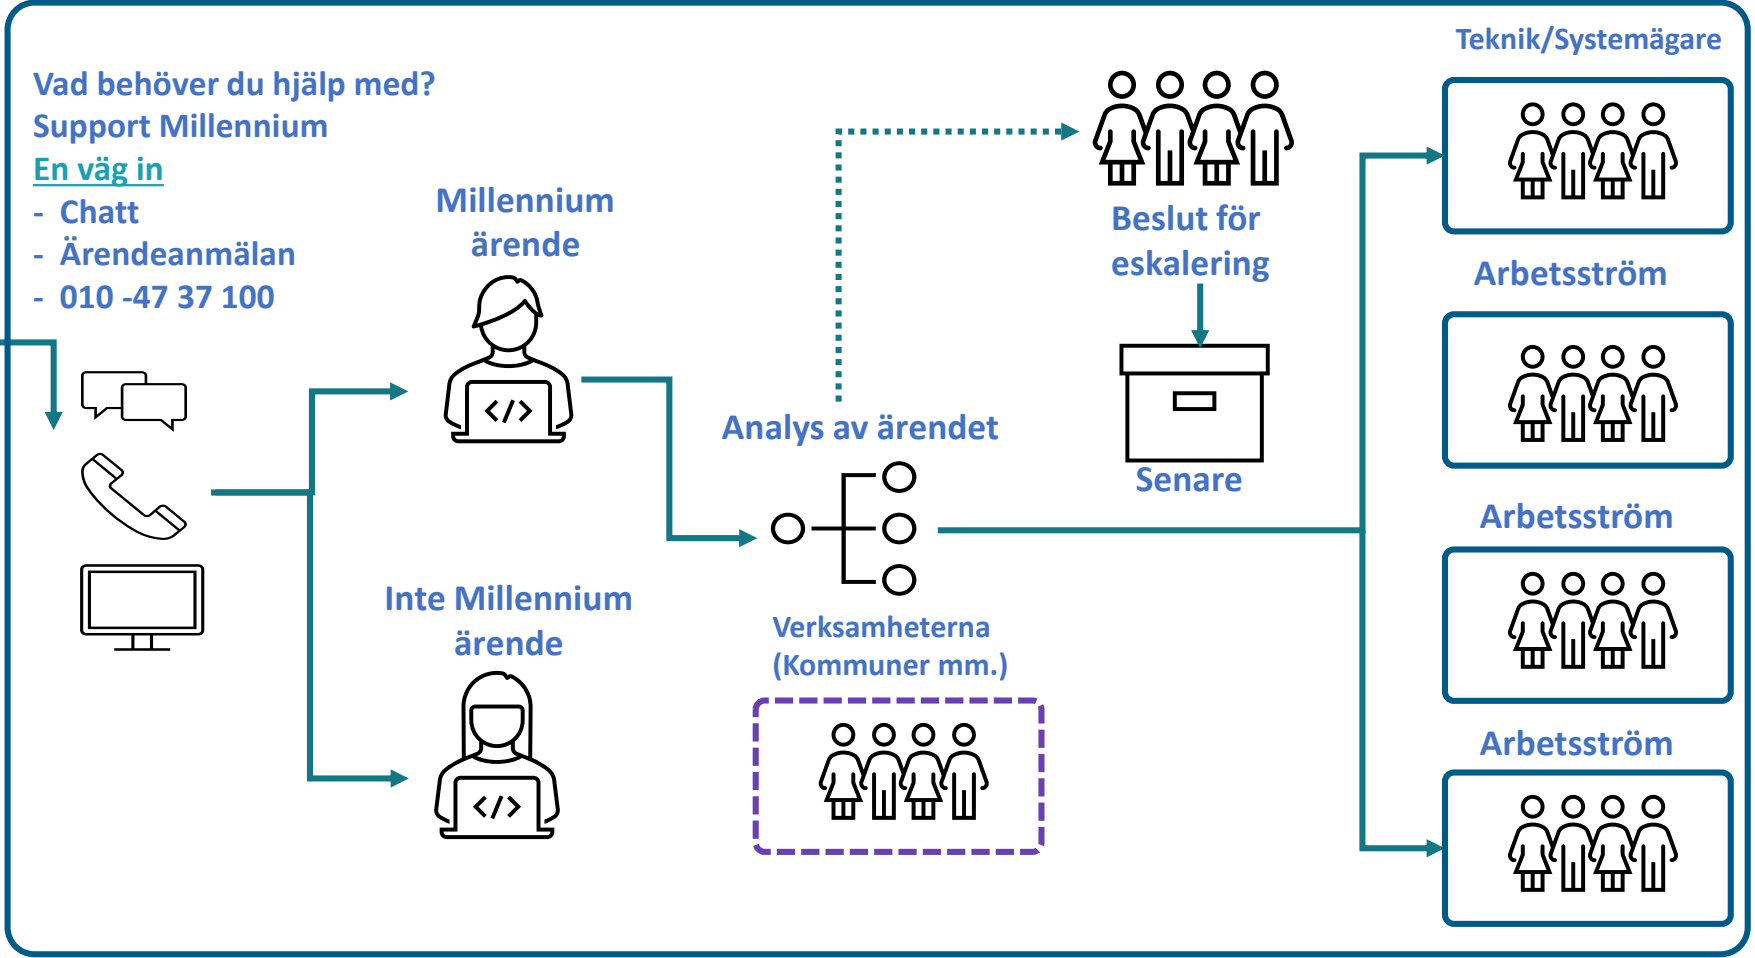 Vad behöver du hjälp med?
Support Millennium
En väg in
- Chatt
- Ärendeanmälan
- 010 -47 37 100
Millennium
ärende
</>
Inte Millennium
ärende
</>
Analys av ärendet
Verksamheterna
(Kommuner mm.)
Beslut för
eskalering
Senare
Teknik/Systemägare
Arbetsström
Arbetsström
Arbetsström